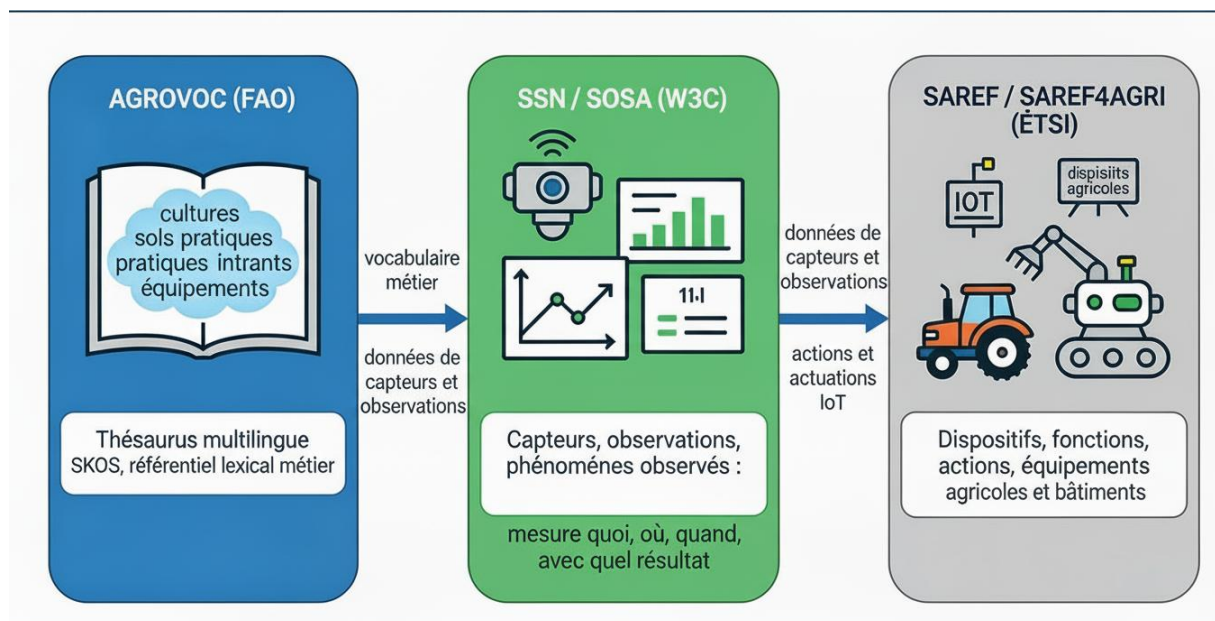 AGROVOC (FAO)
cultures
sols pratiques
pratiques intrants
équipements
Thésaurus multilingue
SKOS, référentiel lexical métier
vocabulaire
métier
données de
capteurs et
observations
SSN / SOSA (W3C)
11.ı
Capteurs, observations,
phénoménes observés :
mesure quoi, où, quand,
avec quel résultat
données de
capteurs et
observations
actions et
actuations
IoT
SAREF / SAREF4AGRI
(ĖTSI)
IOT
dispisiits
agricoles
Dispositifs, fonctions,
actions, équipements
agricoles et bâtiments